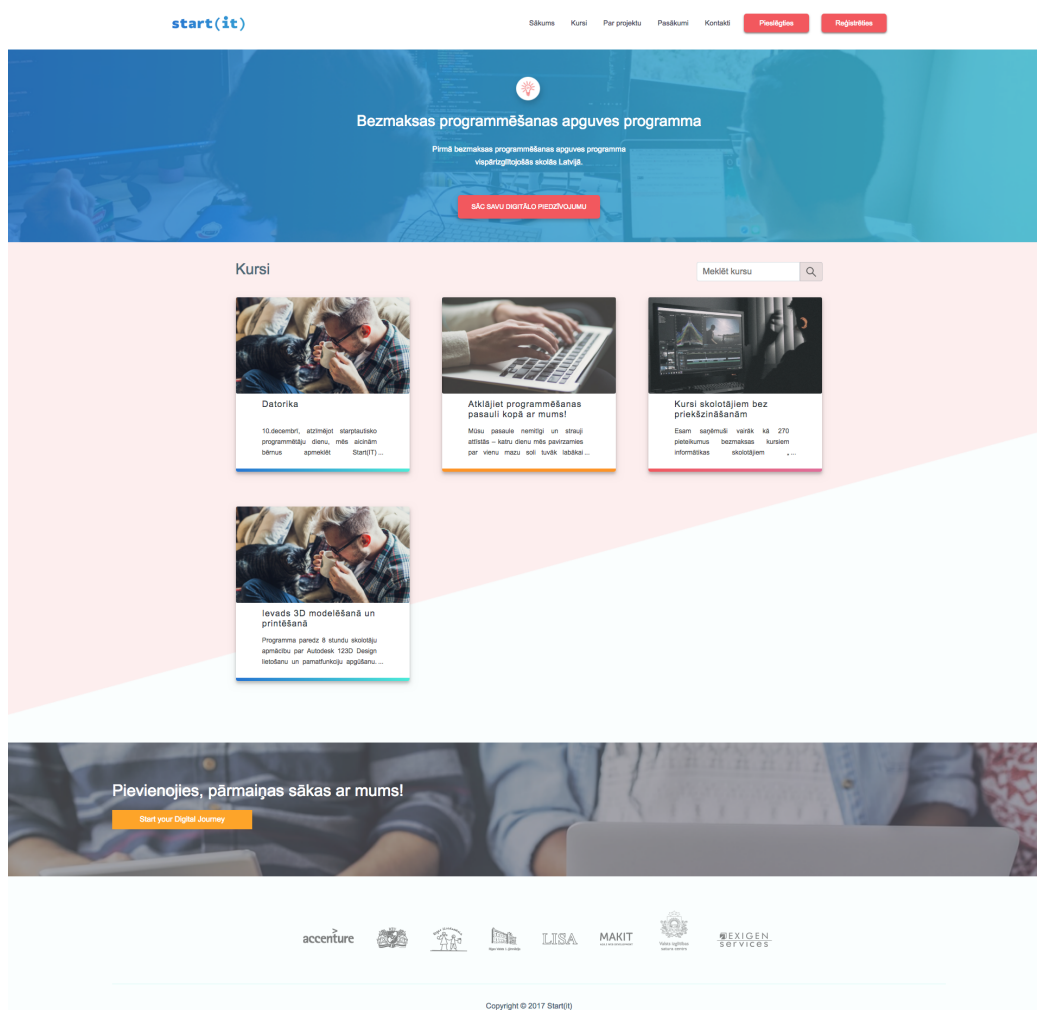 start(it)
Sākums Kursi Par projektu Pasākumi Kontakti Pieslēgties Reģistrēties
Bezmaksas programmēšanas apguves programma
Pirmā bezmaksas programmēšanas apguves programma
vispārizglītojošās skolās Latvijā.
SĀC SAVU DIGITĀLO PIEDZĪVOJUMU
Kursi
Meklēt kursu
Datorika
10.decembrī, atzīmējot starptautisko
programmētāju dienu, mēs aicinām
bērnus apmeklēt Start(IT) ...
Atklājiet programmēšanas
pasauli kopā ar mums!
Mūsu pasaule nemitīgi un strauji
attīstās – katru dienu mēs pavirzamies
par vienu mazu soli tuvāk labākai ...
Kursi skolotājiem bez
priekšzināšanām
Esam saņēmuši vairāk kā 270
pieteikumus bezmaksas kursiem
informātikas skolotājiem , ...
Ievads 3D modelēšanā un
printēšanā
Programma paredz 8 stundu skolotāju
apmācību par Autodesk 123D Design
lietošanu un pamatfunkciju apgūšanu. ...
Pievienojies, pārmaiņas sākas ar mums!
Start your Digital Journey
accenture LISA MAKIT EXIGEN
services
Copyright © 2017 Start(it)